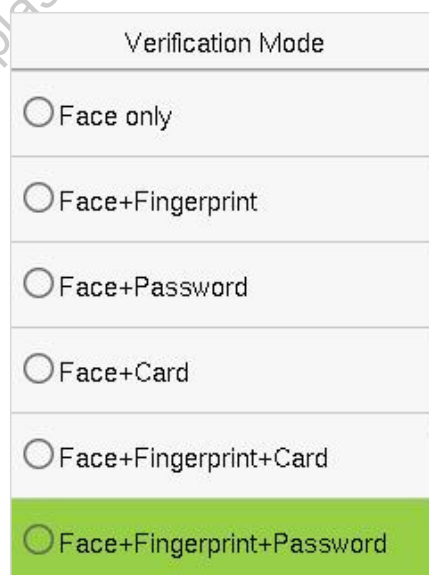 Verification Mode
Face only
Face+Fingerprint
Face+Password
Face+Card
Face+Fingerprint+Card
Face+Fingerprint+Password